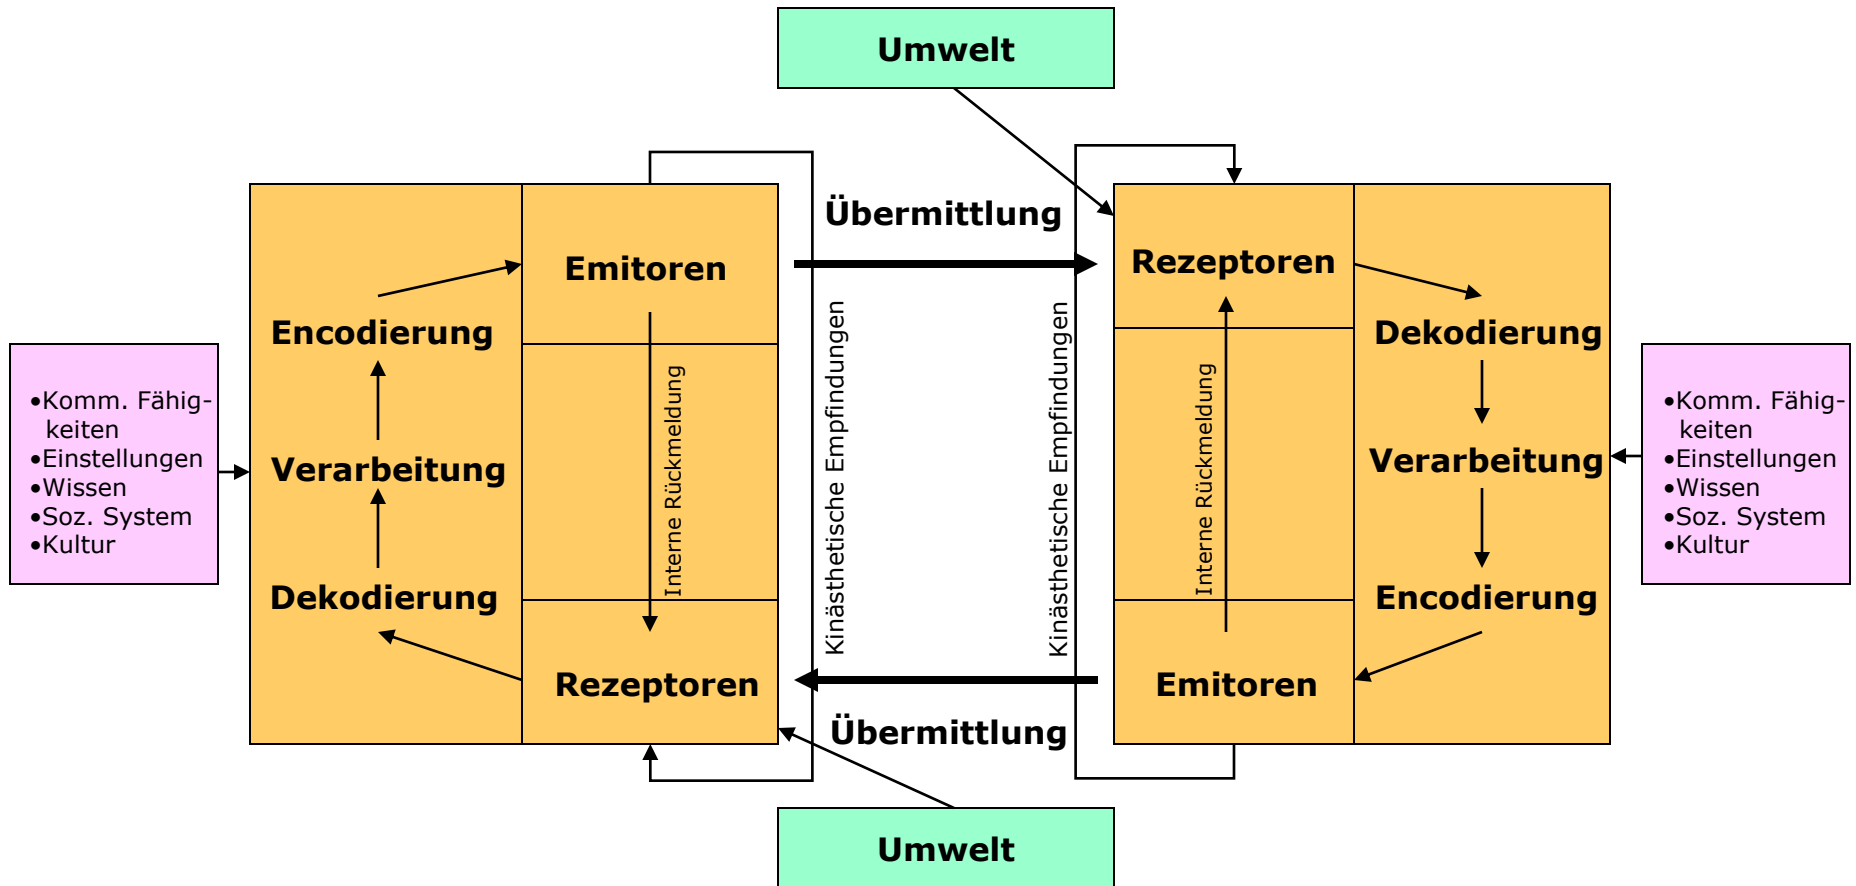 Umwelt
Übermittlung
Emitoren
Encodierung
Verarbeitung
Dekodierung
Rezeptoren
Interne Rückmeldung
Kinästhetische Empfindungen
•Komm. Fähig-
keiten
•Einstellungen
•Wissen
•Soz. System
•Kultur
Kinästhetische Empfindungen
Rezeptoren
Dekodierung
Verarbeitung
Encodierung
Emitoren
Interne Rückmeldung
•Komm. Fähig-
keiten
•Einstellungen
•Wissen
•Soz. System
•Kultur
Übermittlung
Umwelt